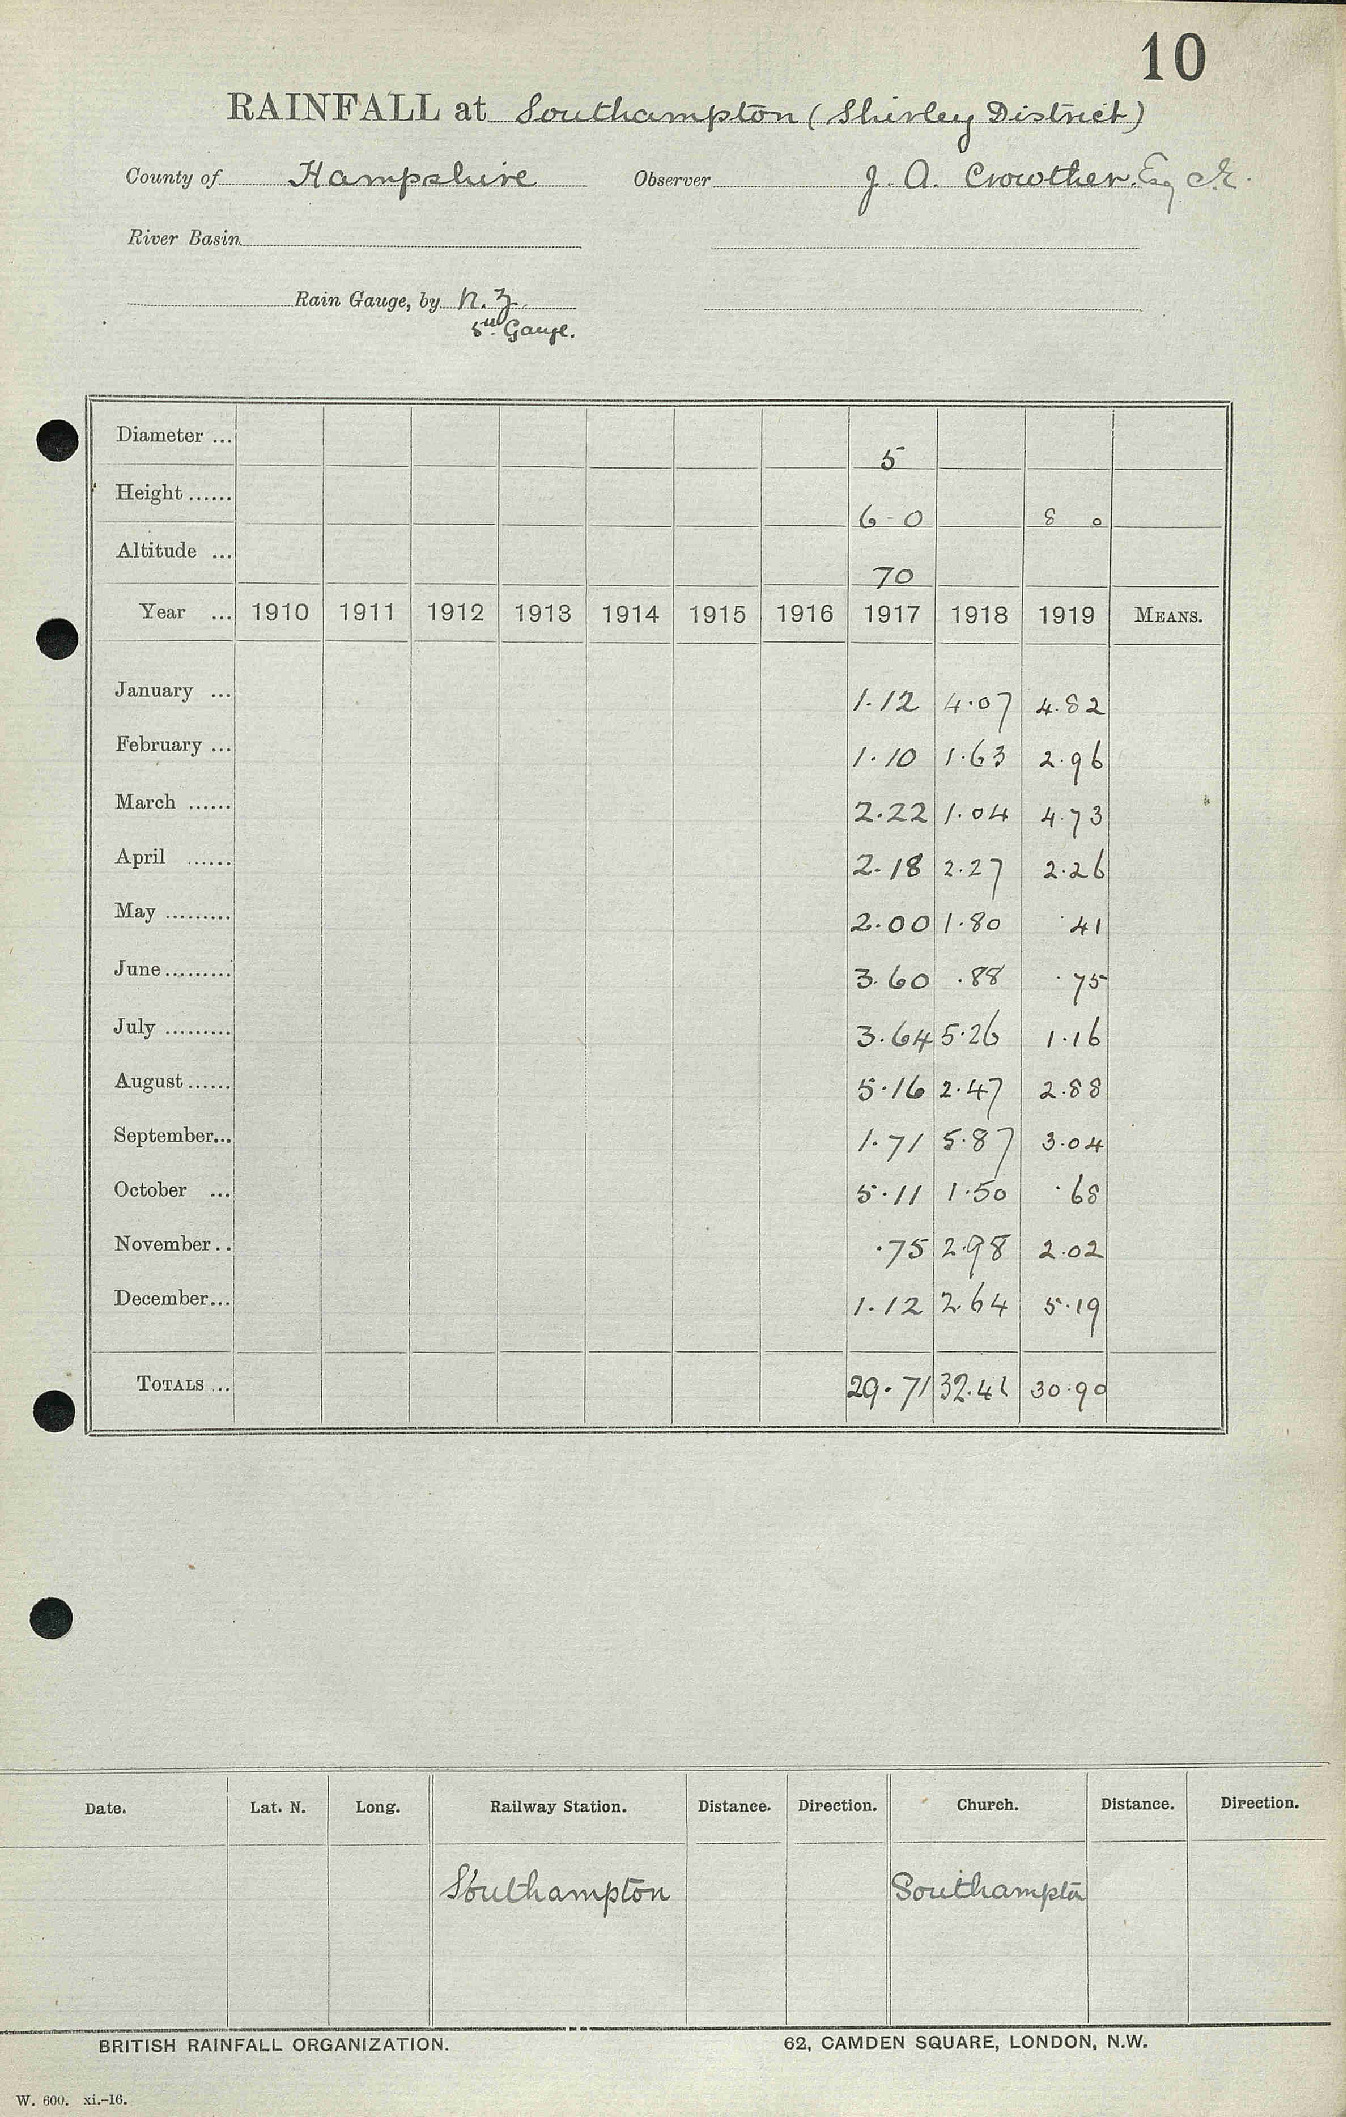 10
RAINFALL at Southampton (Shirley District)
County of Hampshire Observer J. A. Crowther. Esq C.E.
River Basin
Rain Gauge, by N. Z.
5" Gauge.
Diameter ... 5
Height ...... 6-0 8 0
Altitude ... 70
Year ... 1910 1911 1912 1913 1914 1915 1916 1917 1918 1919 MEANS.
January ... 1.12 4.07 4.82
February ... 1.10 1.63 2.96
March ...... 2.22 1.04 4.73
April ...... 2.18 2.27 2.26
May ......... 2.00 1.80 .41
June ......... 3.60 .88 .75
July ......... 3.64 5.26 1.16
August ...... 5.16 2.47 2.88
September... 1.71 5.87 3.04
October ... 5.11 1.50 .68
November .. .75 2.98 2.02
December... 1.12 2.64 5.19
TOTALS ... 29.71 32.41 30.90
Date. Lat. N. Long. Railway Station. Distance. Direction. Church. Distance. Direction.
Southampton Southampton
BRITISH RAINFALL ORGANIZATION. 62, CAMDEN SQUARE, LONDON, N.W.
W. 600. xi.-16.